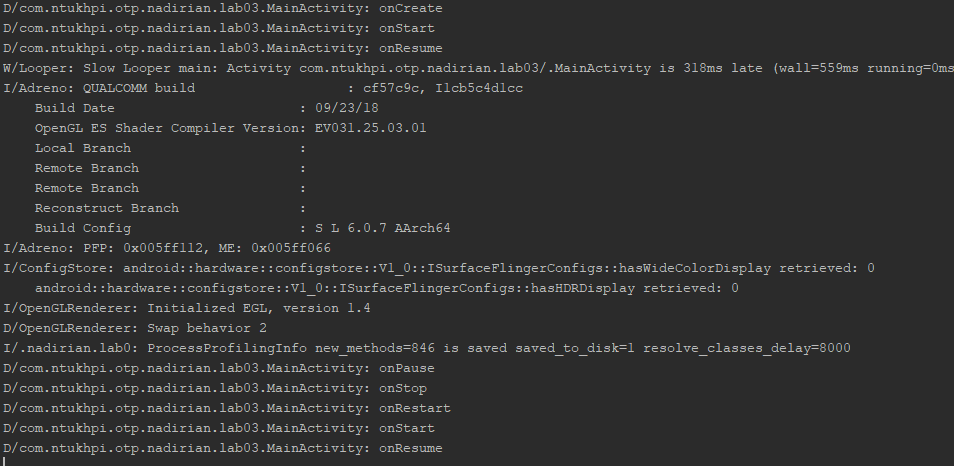 D/com.ntukhpi.otp.nadirian.lab03.MainActivity: onCreate
D/com.ntukhpi.otp.nadirian.lab03.MainActivity: onStart
D/com.ntukhpi.otp.nadirian.lab03.MainActivity: onResume
W/Looper: Slow Looper main: Activity com.ntukhpi.otp.nadirian.lab03/.MainActivity is 318ms late (wall=559ms running=0ms
I/Adreno: QUALCOMM build                   : cf57c9c, I1cb5c4d1cc
    Build Date                       : 09/23/18
    OpenGL ES Shader Compiler Version: EV031.25.03.01
    Local Branch                     :
    Remote Branch                    :
    Remote Branch                    :
    Reconstruct Branch               :
    Build Config                     : S L 6.0.7 AArch64
I/Adreno: PFP: 0x005ff112, ME: 0x005ff066
I/ConfigStore: android::hardware::configstore::V1_0::ISurfaceFlingerConfigs::hasWideColorDisplay retrieved: 0
    android::hardware::configstore::V1_0::ISurfaceFlingerConfigs::hasHDRDisplay retrieved: 0
I/OpenGLRenderer: Initialized EGL, version 1.4
D/OpenGLRenderer: Swap behavior 2
I/.nadirian.lab0: ProcessProfilingInfo new_methods=846 is saved saved_to_disk=1 resolve_classes_delay=8000
D/com.ntukhpi.otp.nadirian.lab03.MainActivity: onPause
D/com.ntukhpi.otp.nadirian.lab03.MainActivity: onStop
D/com.ntukhpi.otp.nadirian.lab03.MainActivity: onRestart
D/com.ntukhpi.otp.nadirian.lab03.MainActivity: onStart
D/com.ntukhpi.otp.nadirian.lab03.MainActivity: onResume